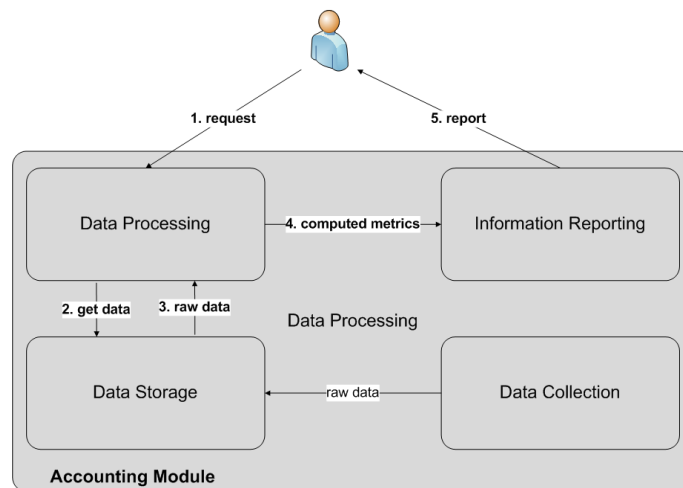 1. request
5. report
Data Processing
4. computed metrics
Information Reporting
2. get data
3. raw data
Data Processing
Data Storage
raw data
Data Collection
Accounting Module